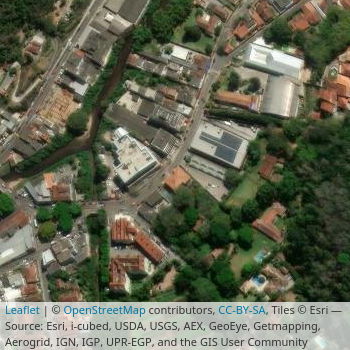 Leaflet | © OpenStreetMap contributors, CC-BY-SA, Tiles © Esri —
Source: Esri, i-cubed, USDA, USGS, AEX, GeoEye, Getmapping,
Aerogrid, IGN, IGP, UPR-EGP, and the GIS User Community